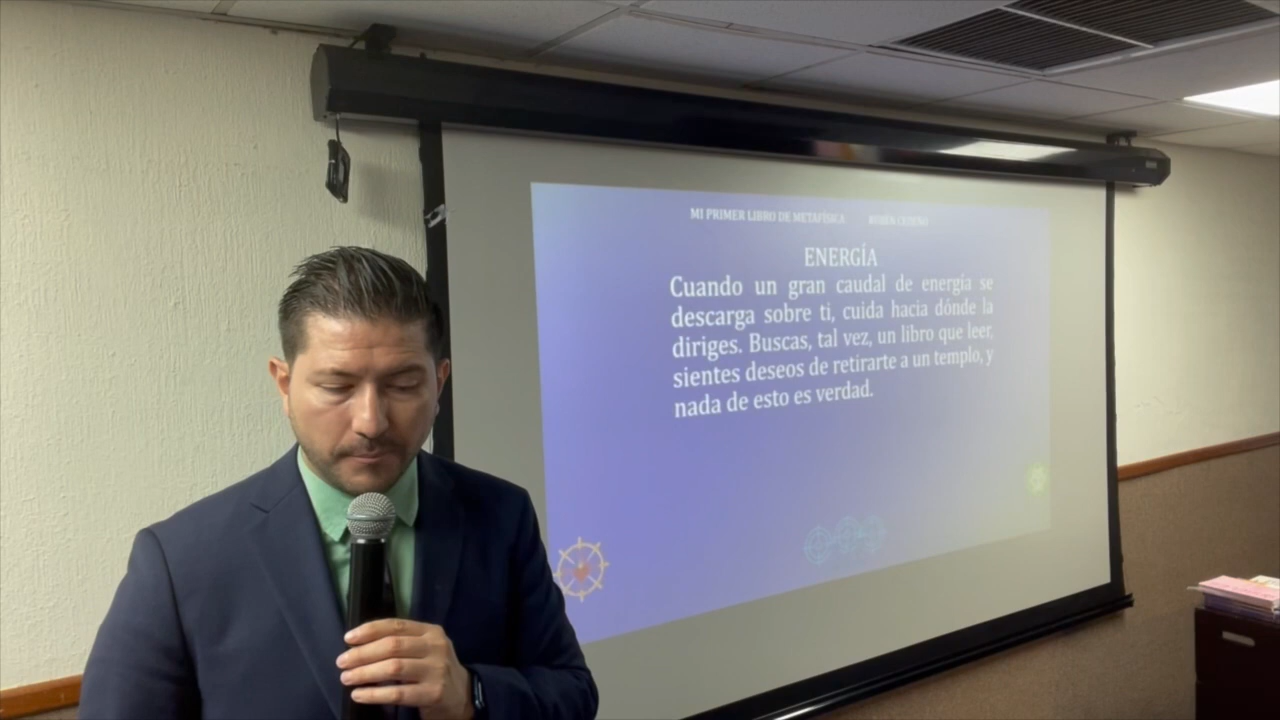 MI PRIMER LIBRO DE METAFÍSICA RUBÉN CEDEÑO
ENERGÍA
Cuando un gran caudal de energía se
descarga sobre ti, cuida hacia dónde la
diriges. Buscas, tal vez, un libro que leer,
sientes deseos de retirarte a un templo, y
nada de esto es verdad.